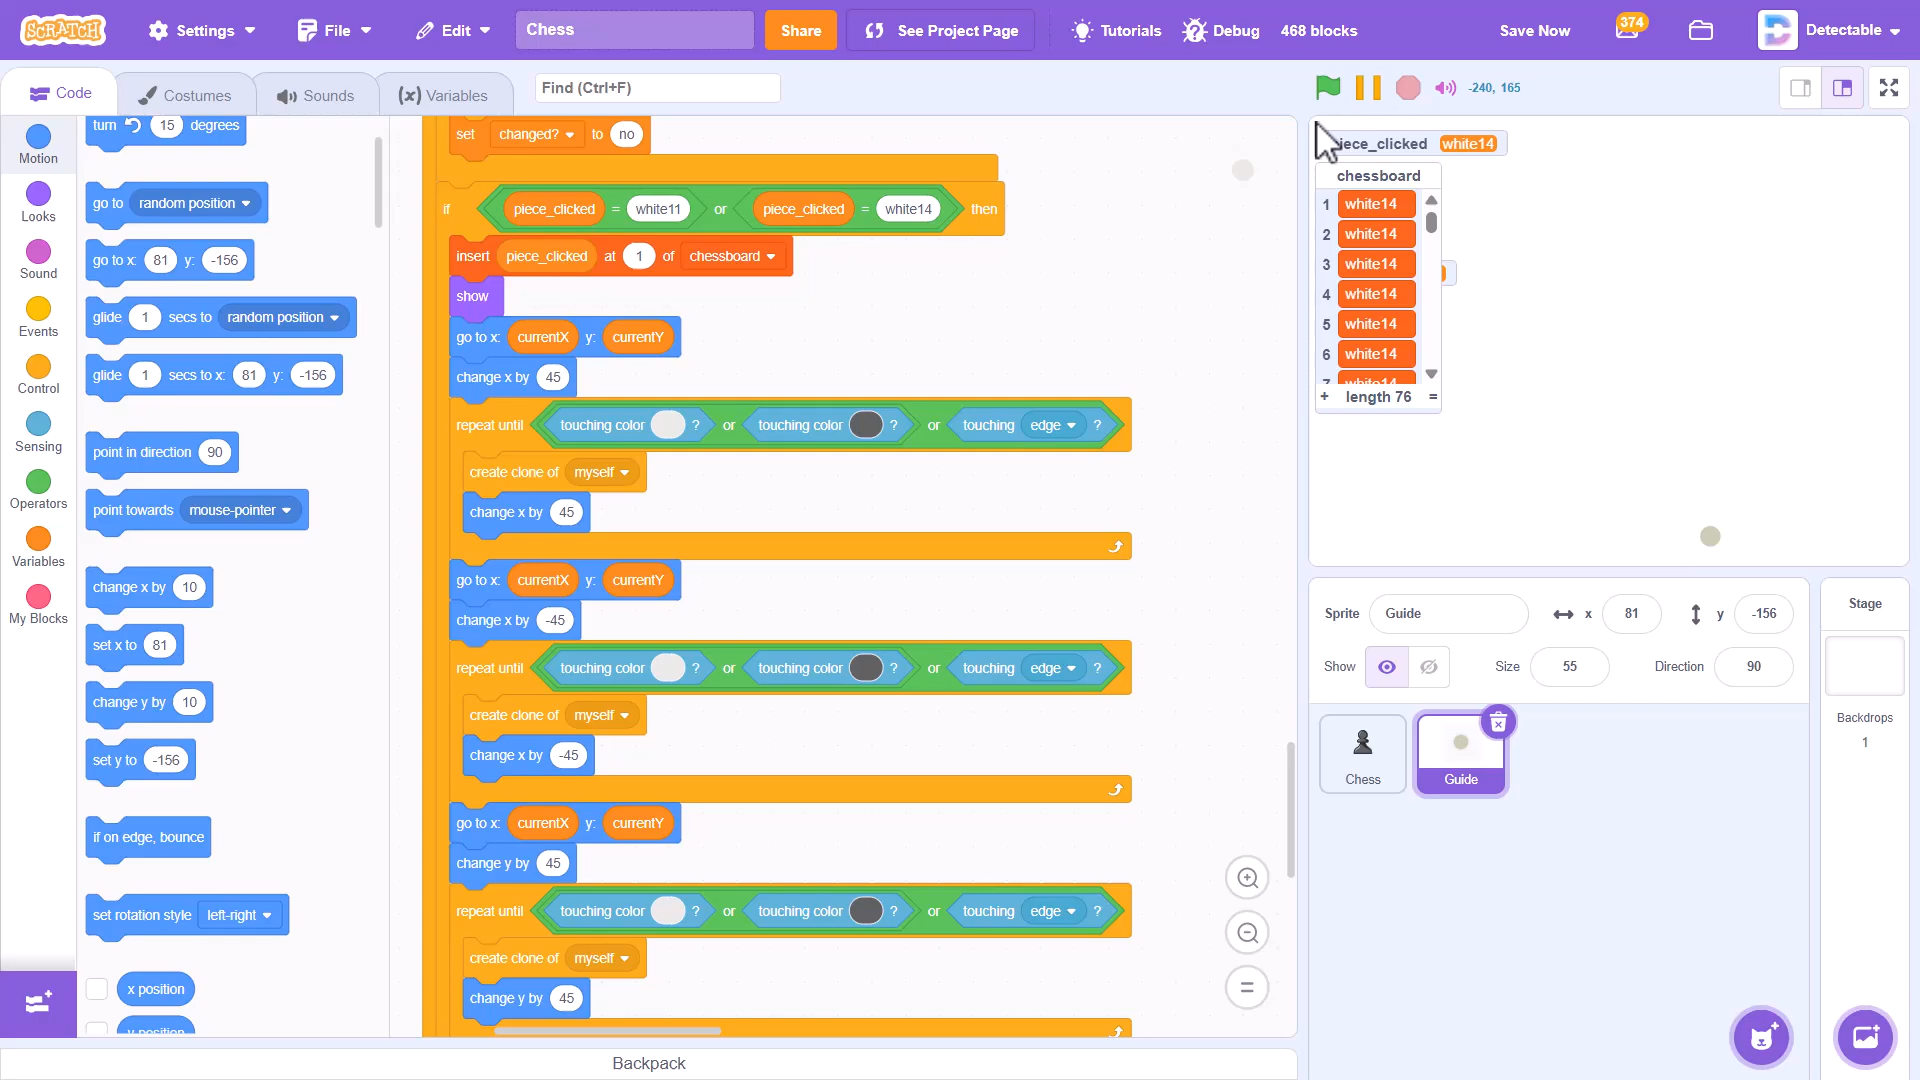 SCRATCH Settings File Edit Chess Share See Project Page Tutorials Debug 468 blocks Save Now 374 Detectable
Code Costumes Sounds (x) Variables Find (Ctrl+F) -240, 165
Motion
Looks
Sound
Events
Control
Sensing
Operators
Variables
My Blocks
turn 15 degrees
go to random position
go to x: 81 y: -156
glide 1 secs to random position
glide 1 secs to x: 81 y: -156
point in direction 90
point towards mouse-pointer
change x by 10
set x to 81
change y by 10
set y to -156
if on edge, bounce
set rotation style left-right
x position
y position
set changed? to no
if piece_clicked = white11 or piece_clicked = white14 then
insert piece_clicked at 1 of chessboard
show
go to x: currentX y: currentY
change x by 45
repeat until touching color ? or touching color ? or touching edge ?
create clone of myself
change x by 45
go to x: currentX y: currentY
change x by -45
repeat until touching color ? or touching color ? or touching edge ?
create clone of myself
change x by -45
go to x: currentX y: currentY
change y by 45
repeat until touching color ? or touching color ? or touching edge ?
create clone of myself
change y by 45
Backpack
iece_clicked white14
chessboard
1 white14
2 white14
3 white14
4 white14
5 white14
6 white14
7 white14
+ length 76 =
Sprite Guide x 81 y -156
Show Size 55 Direction 90
Chess
Guide
Stage
Backdrops
1